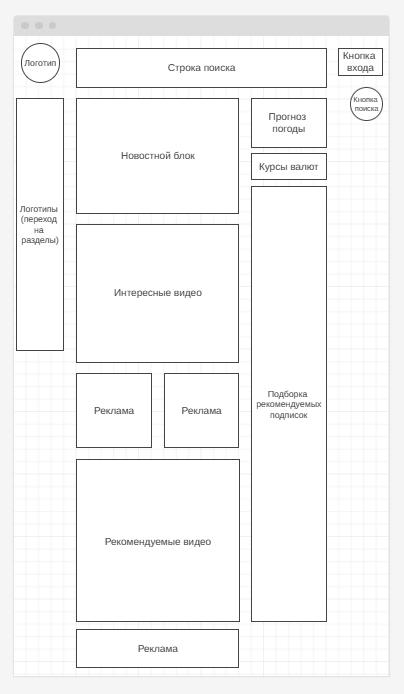 Логотип
Строка поиска
Кнопка
входа
Кнопка
поиска
Логотипы
(переход
на
разделы)
Новостной блок
Прогноз
погоды
Курсы валют
Интересные видео
Реклама
Реклама
Подборка
рекомендуемых
подписок
Рекомендуемые видео
Реклама